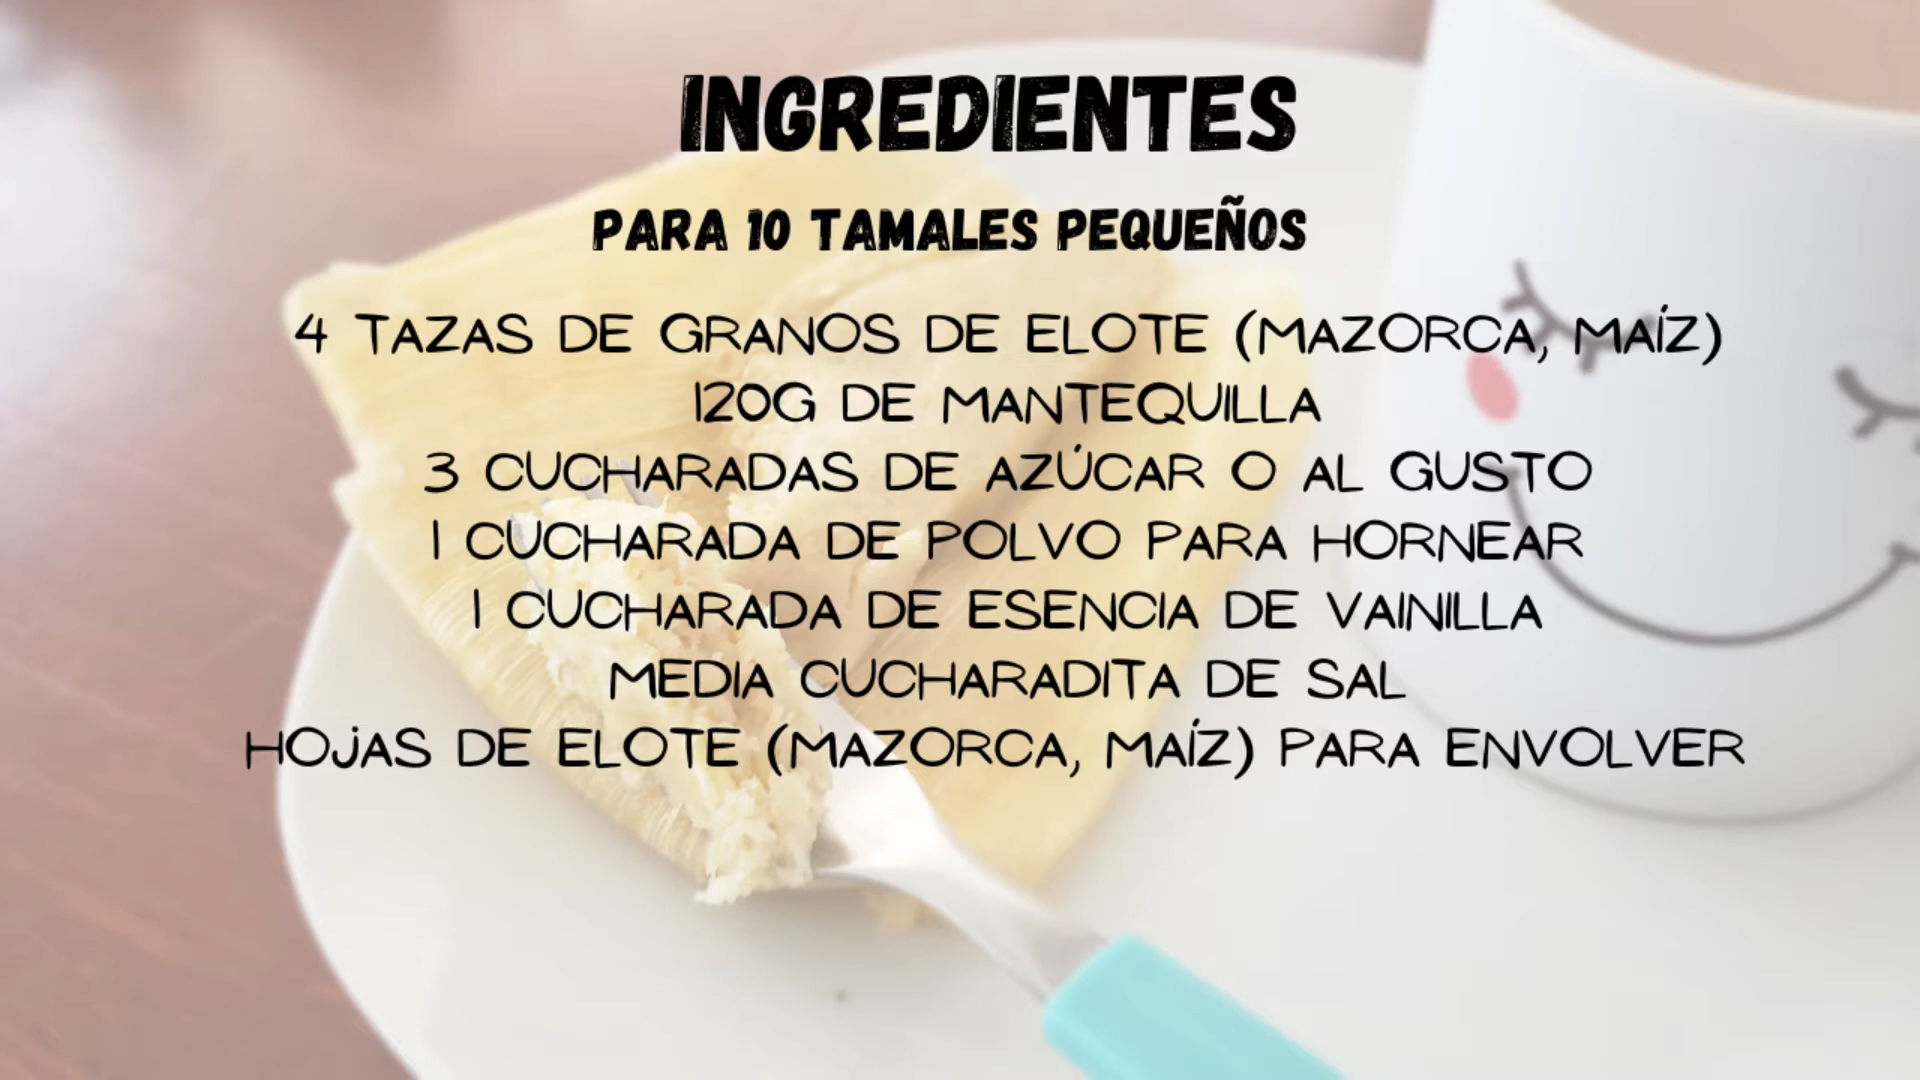 INGREDIENTES
PARA 10 TAMALES PEQUEÑOS
4 TAZAS DE GRANOS DE ELOTE (MAZORCA, MAÍZ)
120G DE MANTEQUILLA
3 CUCHARADAS DE AZÚCAR O AL GUSTO
1 CUCHARADA DE POLVO PARA HORNEAR
1 CUCHARADA DE ESENCIA DE VAINILLA
MEDIA CUCHARADITA DE SAL
HOJAS DE ELOTE (MAZORCA, MAÍZ) PARA ENVOLVER